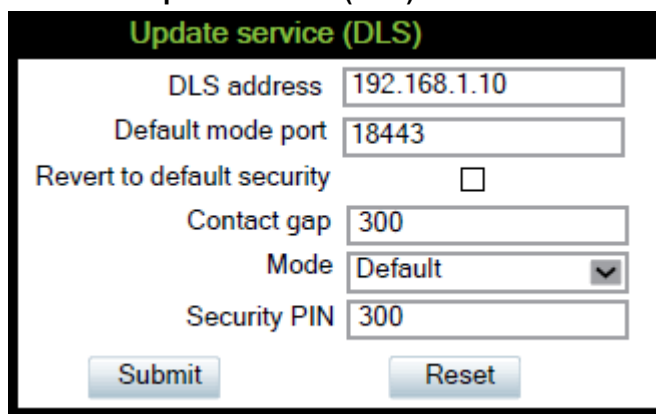 Update service (DLS)
DLS address 192.168.1.10
Default mode port 18443
Revert to default security
Contact gap 300
Mode Default
Security PIN 300
Submit Reset